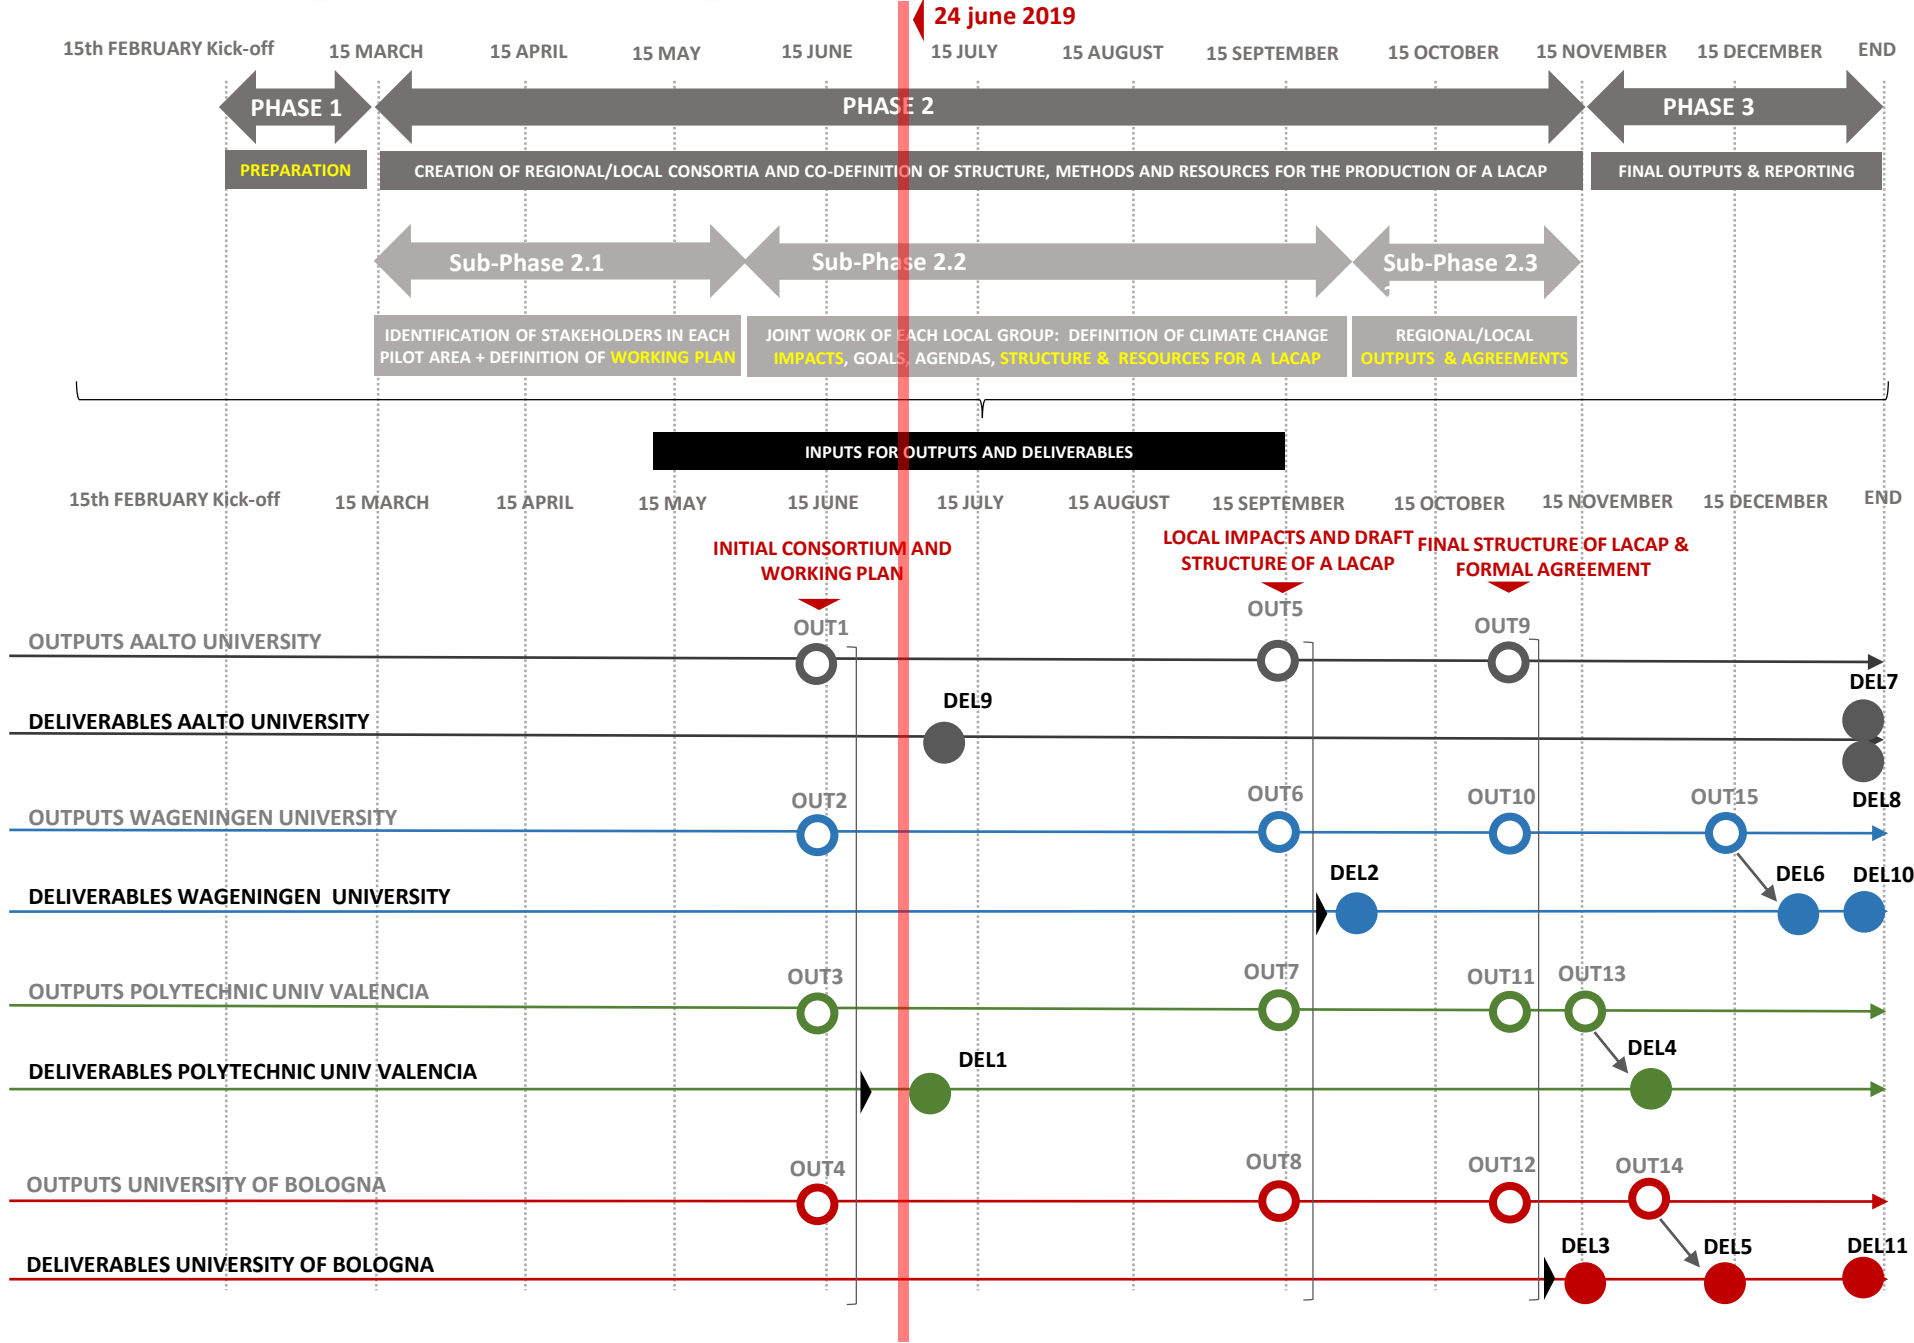 24 june 2019
15th FEBRUARY Kick-off
15 MARCH
15 APRIL
15 MAY
15 JUNE
15 JULY
15 AUGUST
15 SEPTEMBER
15 OCTOBER
15 NOVEMBER
15 DECEMBER
END
PHASE 1
PHASE 2
PHASE 3
PREPARATION
CREATION OF REGIONAL/LOCAL CONSORTIA AND CO-DEFINITION OF STRUCTURE, METHODS AND RESOURCES FOR THE PRODUCTION OF A LACAP
FINAL OUTPUTS & REPORTING
Sub-Phase 2.1
Sub-Phase 2.2
Sub-Phase 2.3
IDENTIFICATION OF STAKEHOLDERS IN EACH
PILOT AREA + DEFINITION OF WORKING PLAN
JOINT WORK OF EACH LOCAL GROUP: DEFINITION OF CLIMATE CHANGE
IMPACTS, GOALS, AGENDAS, STRUCTURE & RESOURCES FOR A LACAP
REGIONAL/LOCAL
OUTPUTS & AGREEMENTS
INPUTS FOR OUTPUTS AND DELIVERABLES
15th FEBRUARY Kick-off
15 MARCH
15 APRIL
15 MAY
15 JUNE
15 JULY
15 AUGUST
15 SEPTEMBER
15 OCTOBER
15 NOVEMBER
15 DECEMBER
END
INITIAL CONSORTIUM AND
WORKING PLAN
LOCAL IMPACTS AND DRAFT
STRUCTURE OF A LACAP
FINAL STRUCTURE OF LACAP &
FORMAL AGREEMENT
OUTPUTS AALTO UNIVERSITY
OUT1
OUT5
OUT9
DELIVERABLES AALTO UNIVERSITY
DEL9
DEL7
DEL8
OUTPUTS WAGENINGEN UNIVERSITY
OUT2
OUT6
OUT10
OUT15
DELIVERABLES WAGENINGEN UNIVERSITY
DEL2
DEL6
DEL10
OUTPUTS POLYTECHNIC UNIV VALENCIA
OUT3
OUT7
OUT11
OUT13
DELIVERABLES POLYTECHNIC UNIV VALENCIA
DEL1
DEL4
OUTPUTS UNIVERSITY OF BOLOGNA
OUT4
OUT8
OUT12
OUT14
DELIVERABLES UNIVERSITY OF BOLOGNA
DEL3
DEL5
DEL11